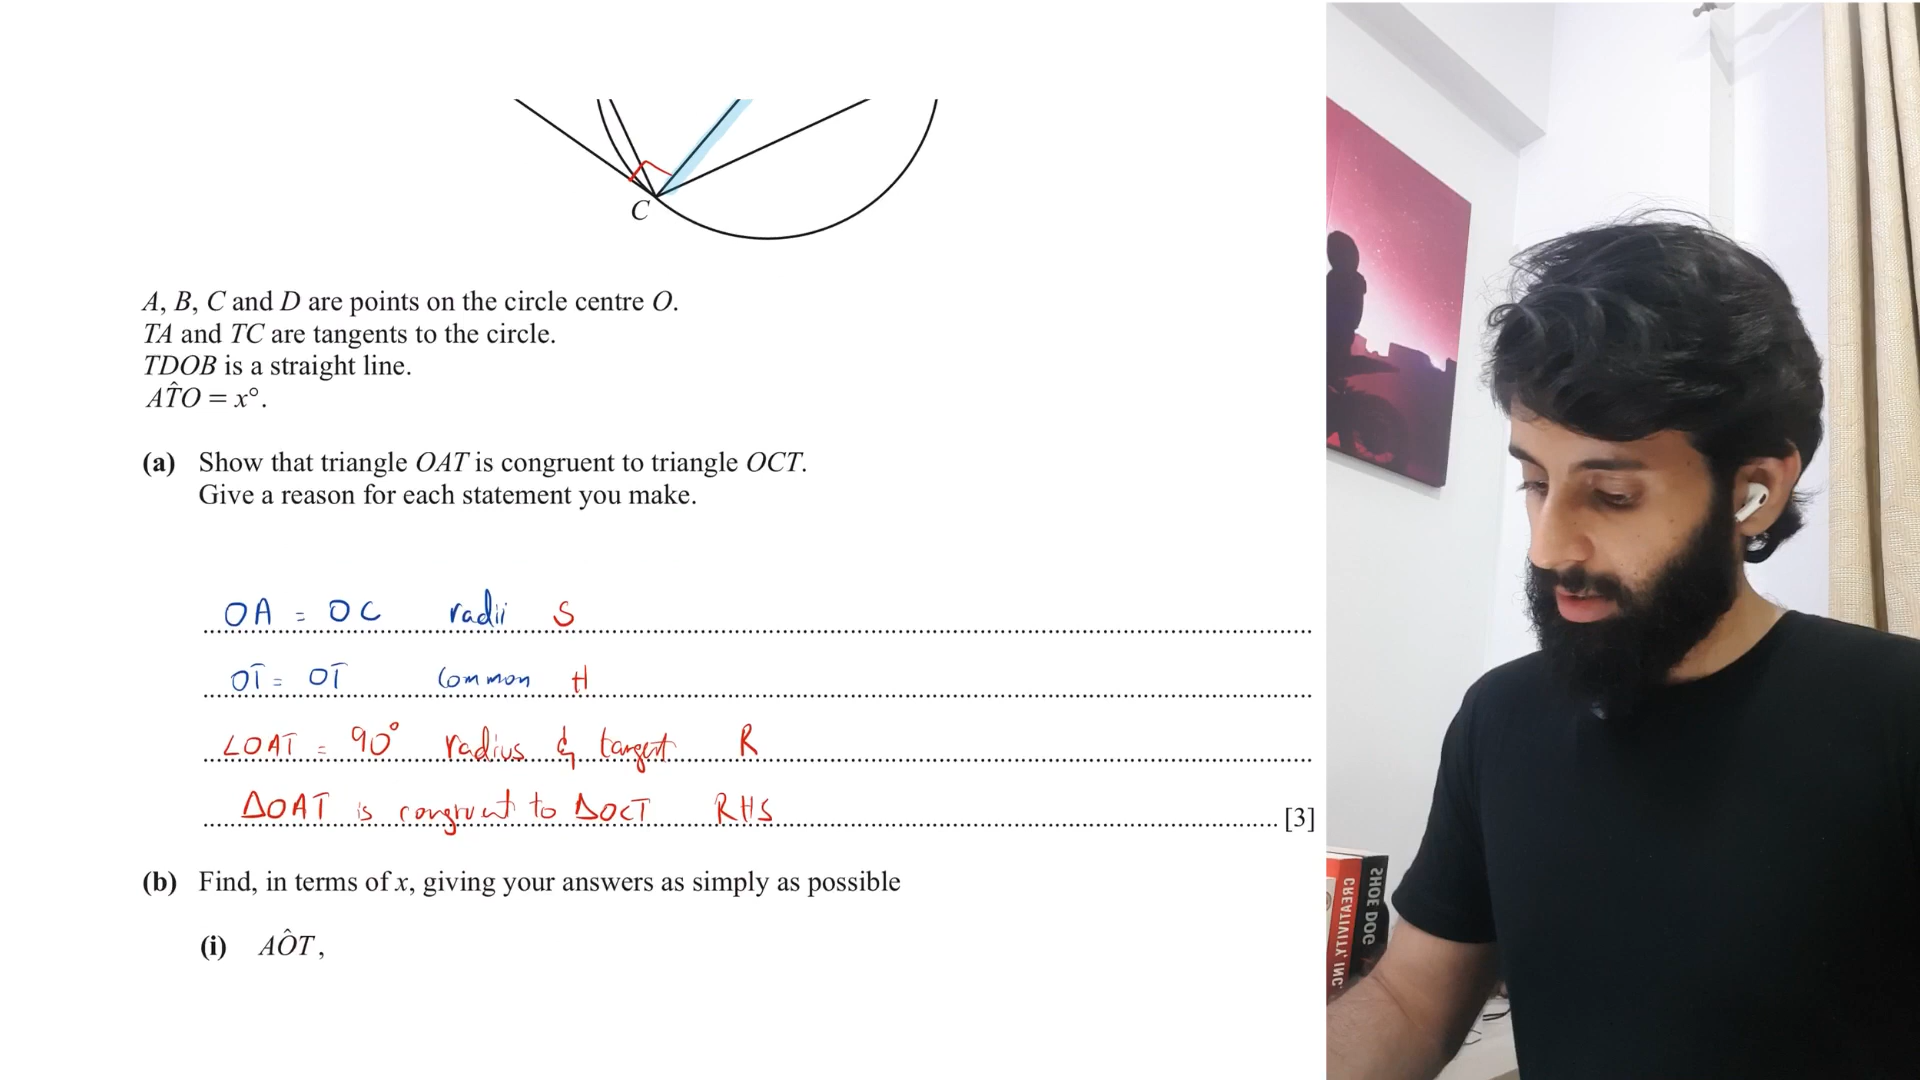 C
A, B, C and D are points on the circle centre O.
TA and TC are tangents to the circle.
TDOB is a straight line.
AT̂O = x°.
(a) Show that triangle OAT is congruent to triangle OCT.
Give a reason for each statement you make.
OA = OC radii S
OT = OT Common H
∠OAT = 90° radius & tangent R
ΔOAT is congruent to ΔOCT RHS
[3]
(b) Find, in terms of x, giving your answers as simply as possible
(i) AÔT,
CREATIVITY, INC.
SHOE DOG